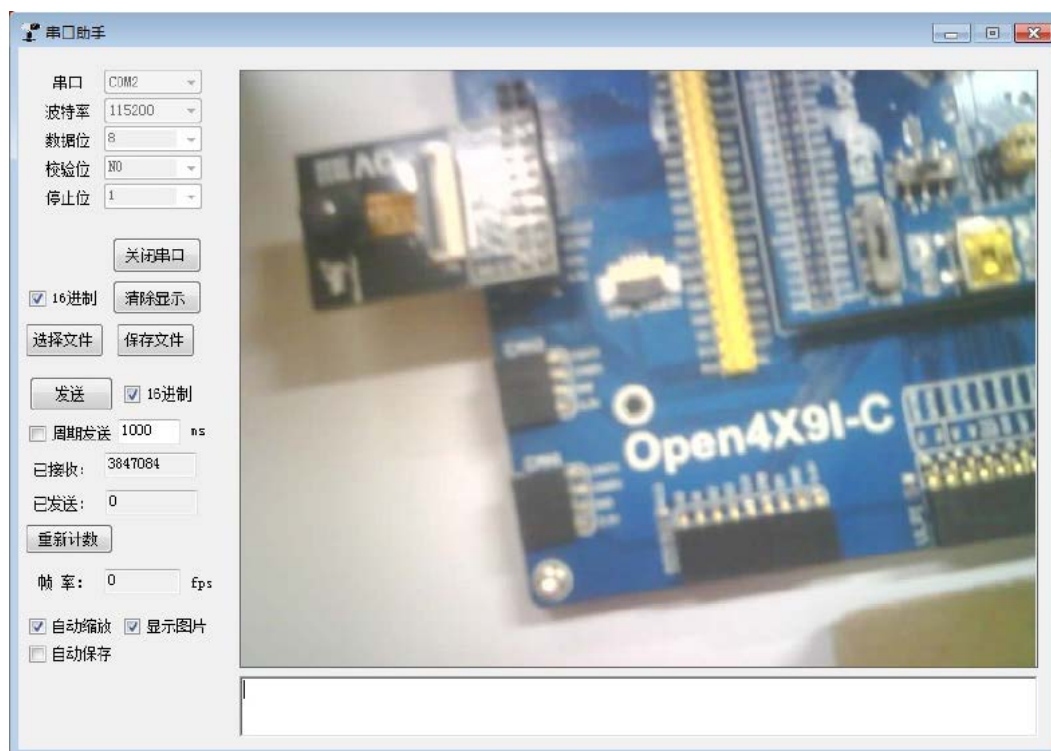 串口助手
串口 COM2
波特率 115200
数据位 8
校验位 NO
停止位 1
关闭串口
16进制 清除显示
选择文件 保存文件
发送 16进制
周期发送 1000 ms
已接收: 3847084
已发送: 0
重新计数
帧 率: 0 fps
自动缩放 显示图片
自动保存
Open4X9I-C